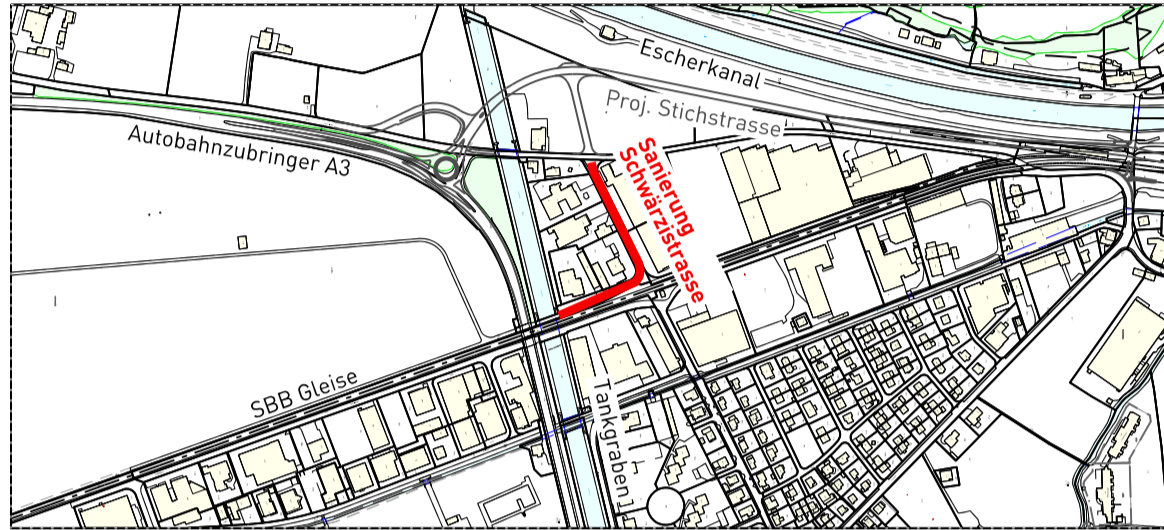 Escherkanal
Proj. Stichstrasse
Autobahnzubringer A3
Sanierung
Schwärzistrasse
SBB Gleise
Tankgraben